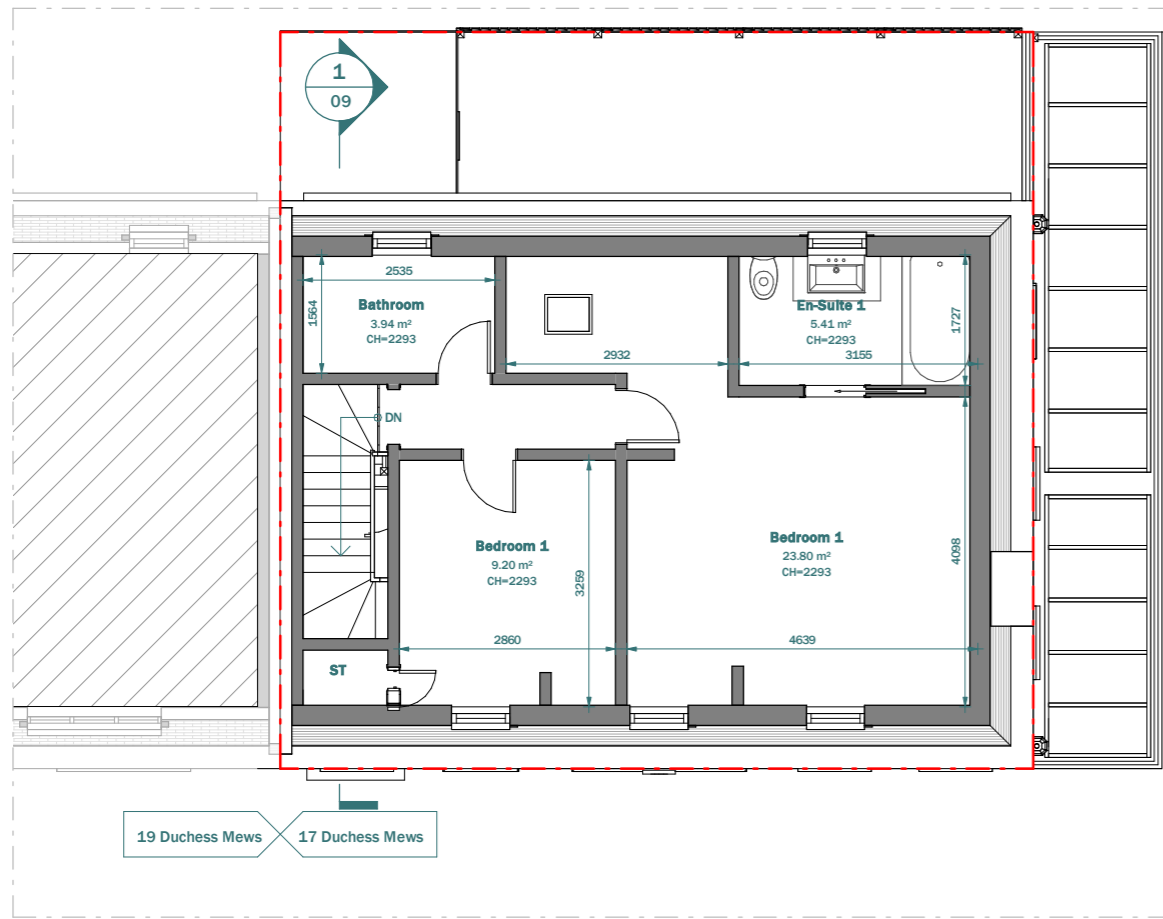 1
09
2535
1564
Bathroom
3.94 m²
CH=2293
2932
En-Suite 1
5.41 m²
CH=2293
3155
1727
DN
Bedroom 1
9.20 m²
CH=2293
3259
2860
Bedroom 1
23.80 m²
CH=2293
4098
4639
ST
19 Duchess Mews
17 Duchess Mews